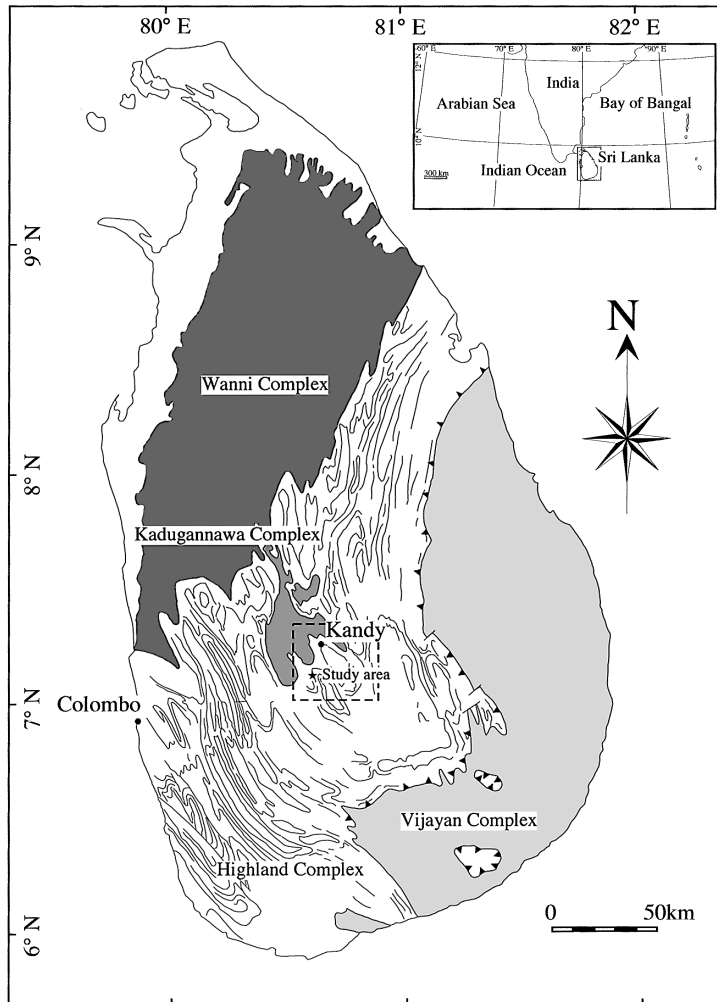 80° E
81° E
82° E
60° E
70° E
80° E
90° E
12° N
India
Arabian Sea
Bay of Bangal
10° N
Sri Lanka
Indian Ocean
300 km
9° N
N
Wanni Complex
8° N
Kadugannawa Complex
Kandy
Study area
7° N
Colombo
Vijayan Complex
Highland Complex
0 50km
6° N